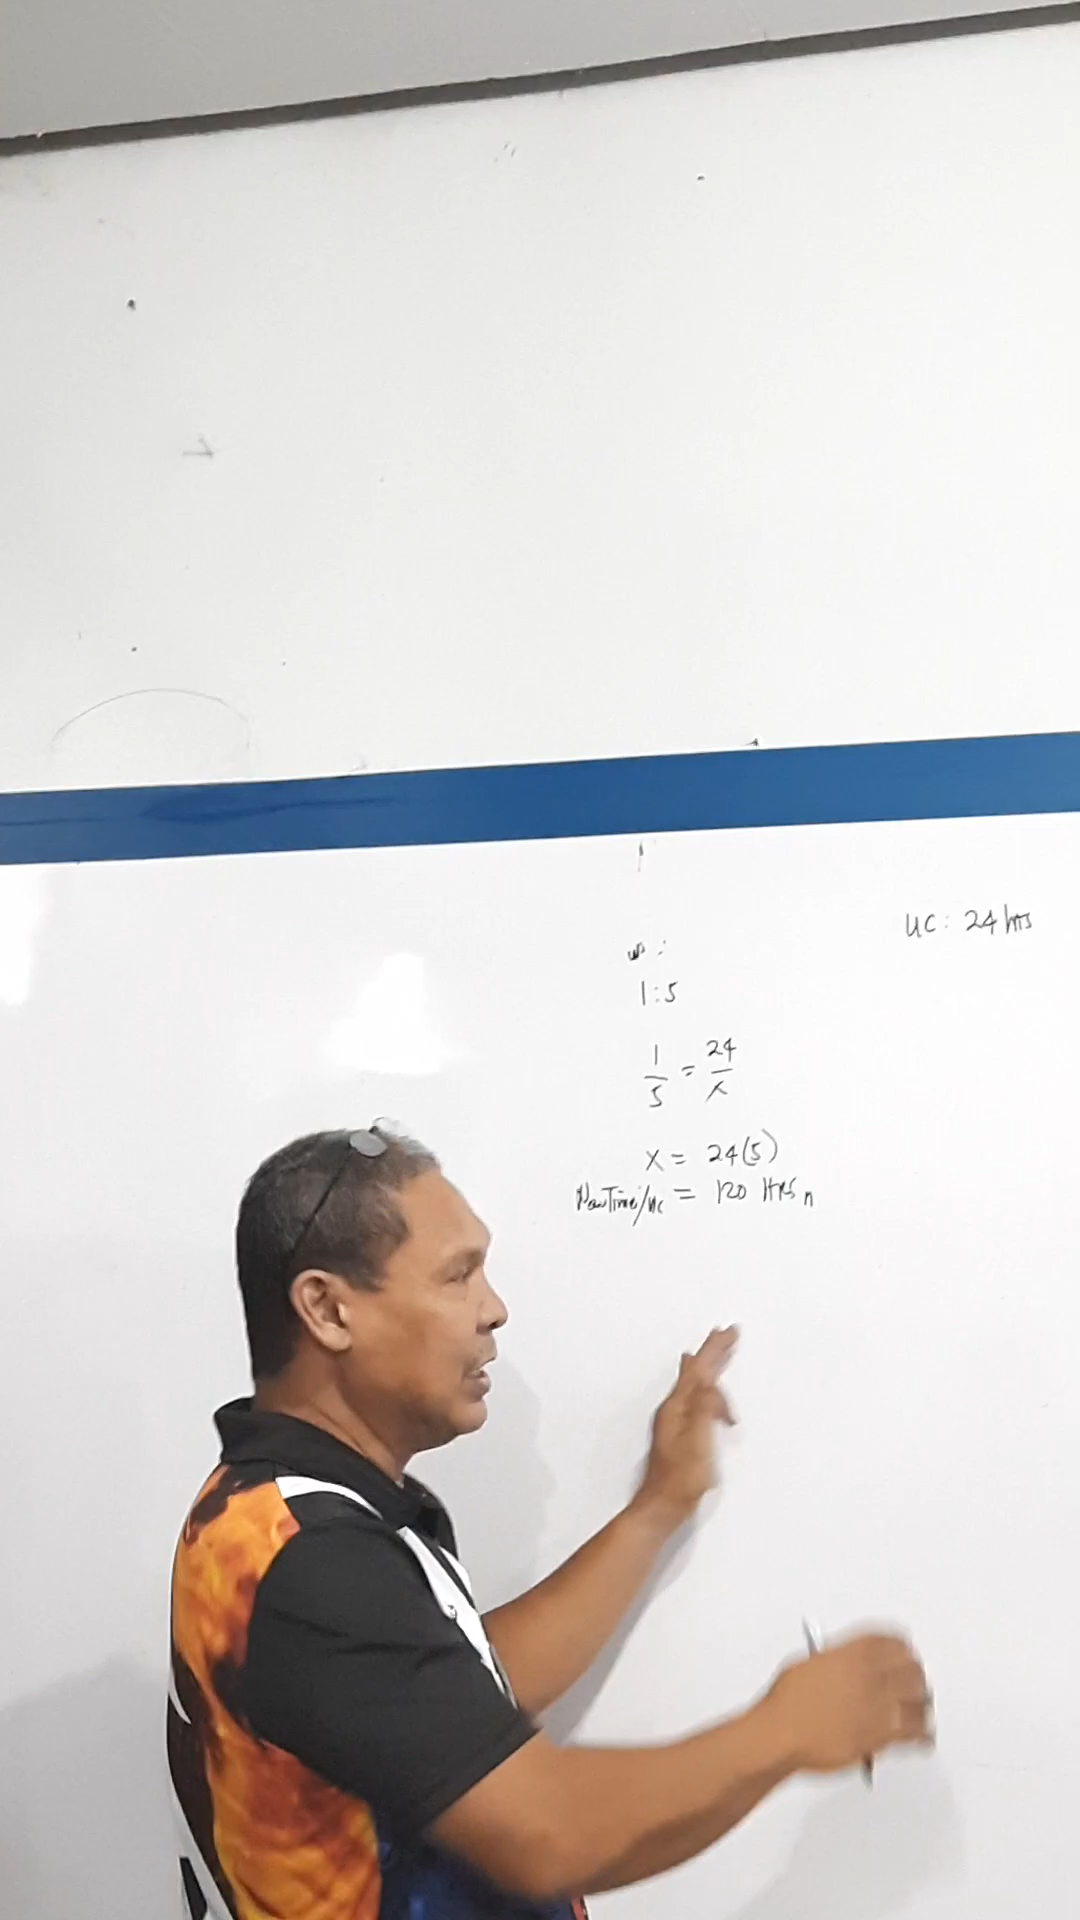 UC: 24 hrs
1:5
1/5 = 24/x
x = 24(5)
= 120 HRS